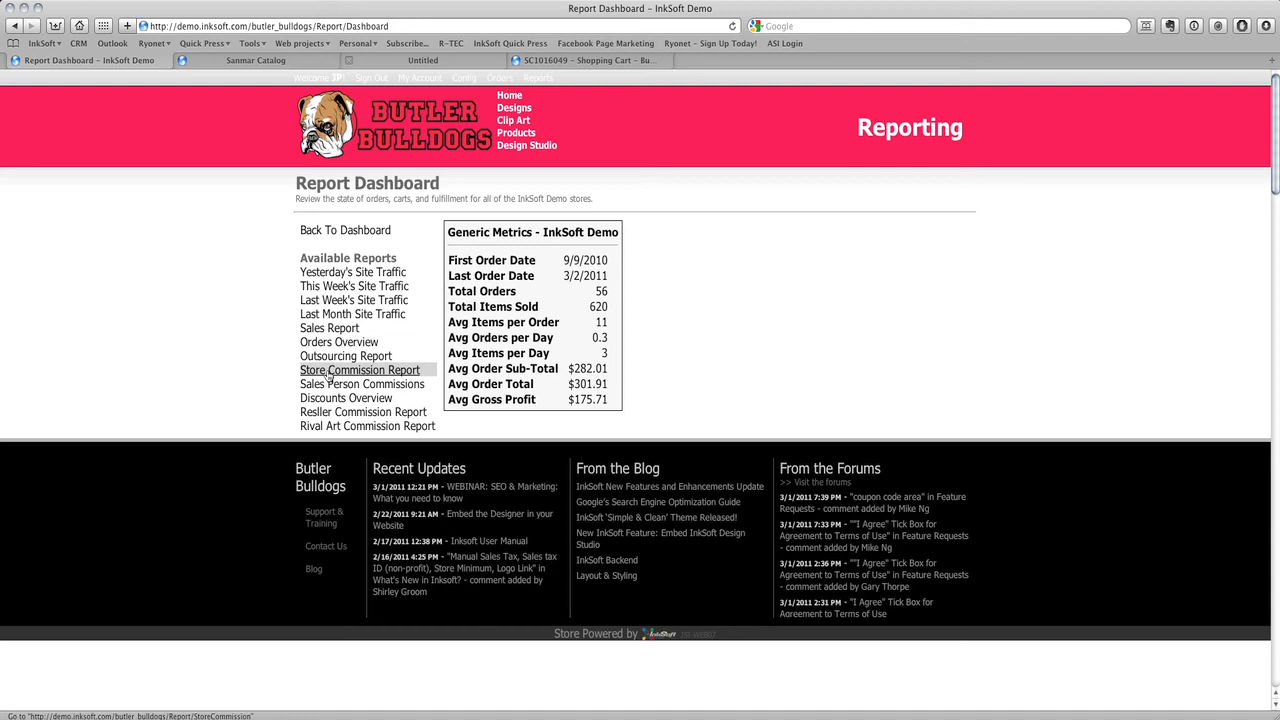 Report Dashboard – InkSoft Demo
http://demo.inksoft.com/butler_bulldogs/Report/Dashboard
Google
InkSoft CRM Outlook Ryonet Quick Press Tools Web projects Personal Subscribe... R-TEC InkSoft Quick Press Facebook Page Marketing Ryonet – Sign Up Today! ASI Login
Report Dashboard – InkSoft Demo
Sanmar Catalog
Untitled
SC1016049 – Shopping Cart – Bu...
Welcome JP! Sign Out My Account Config Orders Reports
BUTLER
BULLDOGS
Home
Designs
Clip Art
Products
Design Studio
Reporting
Report Dashboard
Review the state of orders, carts, and fulfillment for all of the InkSoft Demo stores.
Back To Dashboard
Available Reports
Yesterday's Site Traffic
This Week's Site Traffic
Last Week's Site Traffic
Last Month Site Traffic
Sales Report
Orders Overview
Outsourcing Report
Store Commission Report
Sales Person Commissions
Discounts Overview
Resller Commission Report
Rival Art Commission Report
Generic Metrics - InkSoft Demo
First Order Date 9/9/2010
Last Order Date 3/2/2011
Total Orders 56
Total Items Sold 620
Avg Items per Order 11
Avg Orders per Day 0.3
Avg Items per Day 3
Avg Order Sub-Total $282.01
Avg Order Total $301.91
Avg Gross Profit $175.71
Butler
Bulldogs
Support &
Training
Contact Us
Blog
Recent Updates
3/1/2011 12:21 PM - WEBINAR: SEO & Marketing:
What you need to know
2/22/2011 9:21 AM - Embed the Designer in your
Website
2/17/2011 12:38 PM - Inksoft User Manual
2/16/2011 4:25 PM - "Manual Sales Tax, Sales tax
ID (non-profit), Store Minimum, Logo Link" in
What's New in Inksoft? - comment added by
Shirley Groom
From the Blog
InkSoft New Features and Enhancements Update
Google's Search Engine Optimization Guide
InkSoft 'Simple & Clean' Theme Released!
New InkSoft Feature: Embed InkSoft Design
Studio
InkSoft Backend
Layout & Styling
From the Forums
>> Visit the forums
3/1/2011 7:39 PM - "coupon code area" in Feature
Requests - comment added by Mike Ng
3/1/2011 7:33 PM - ""I Agree" Tick Box for
Agreement to Terms of Use" in Feature Requests
- comment added by Mike Ng
3/1/2011 2:36 PM - ""I Agree" Tick Box for
Agreement to Terms of Use" in Feature Requests
- comment added by Gary Thorpe
3/1/2011 2:31 PM - "I Agree" Tick Box for
Agreement to Terms of Use
Store Powered by InkSoft
Go to "http://demo.inksoft.com/butler_bulldogs/Report/StoreCommission"